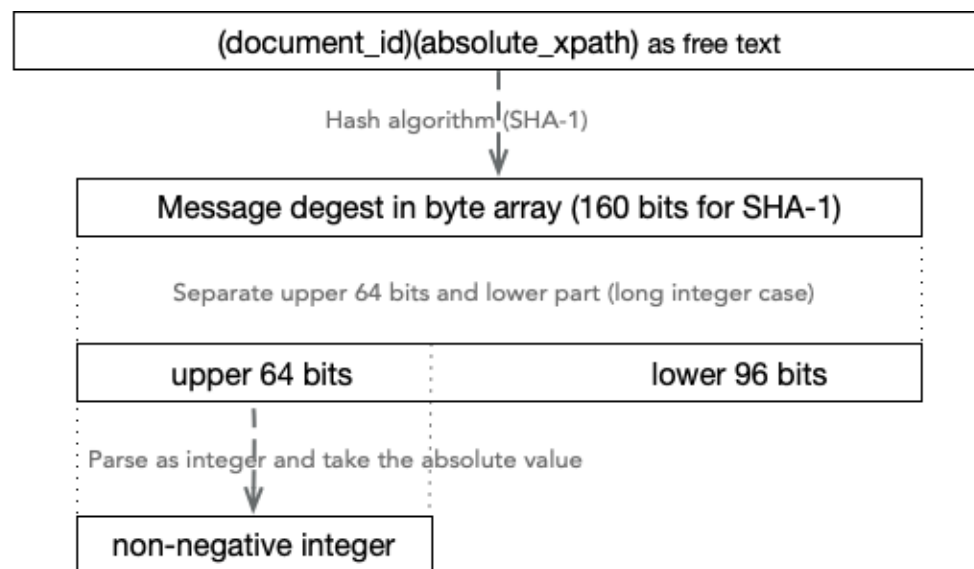 (document_id)(absolute_xpath) as free text
Hash algorithm (SHA-1)
Message degest in byte array (160 bits for SHA-1)
Separate upper 64 bits and lower part (long integer case)
upper 64 bits
lower 96 bits
Parse as integer and take the absolute value
non-negative integer